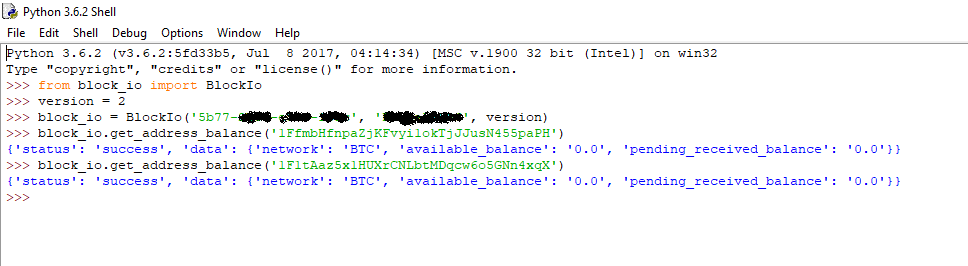 Python 3.6.2 Shell
File Edit Shell Debug Options Window Help
Python 3.6.2 (v3.6.2:5fd33b5, Jul  8 2017, 04:14:34) [MSC v.1900 32 bit (Intel)] on win32
Type "copyright", "credits" or "license()" for more information.
>>> from block_io import BlockIo
>>> version = 2
>>> block_io = BlockIo('5b77- - - ', ' ', version)
>>> block_io.get_address_balance('1FfmbHfnpaZjKFvyi1okTjJJusN455paPH')
{'status': 'success', 'data': {'network': 'BTC', 'available_balance': '0.0', 'pending_received_balance': '0.0'}}
>>> block_io.get_address_balance('1F1tAaz5x1HUXrCNLbtMDqcw6o5GNn4xqX')
{'status': 'success', 'data': {'network': 'BTC', 'available_balance': '0.0', 'pending_received_balance': '0.0'}}
>>>